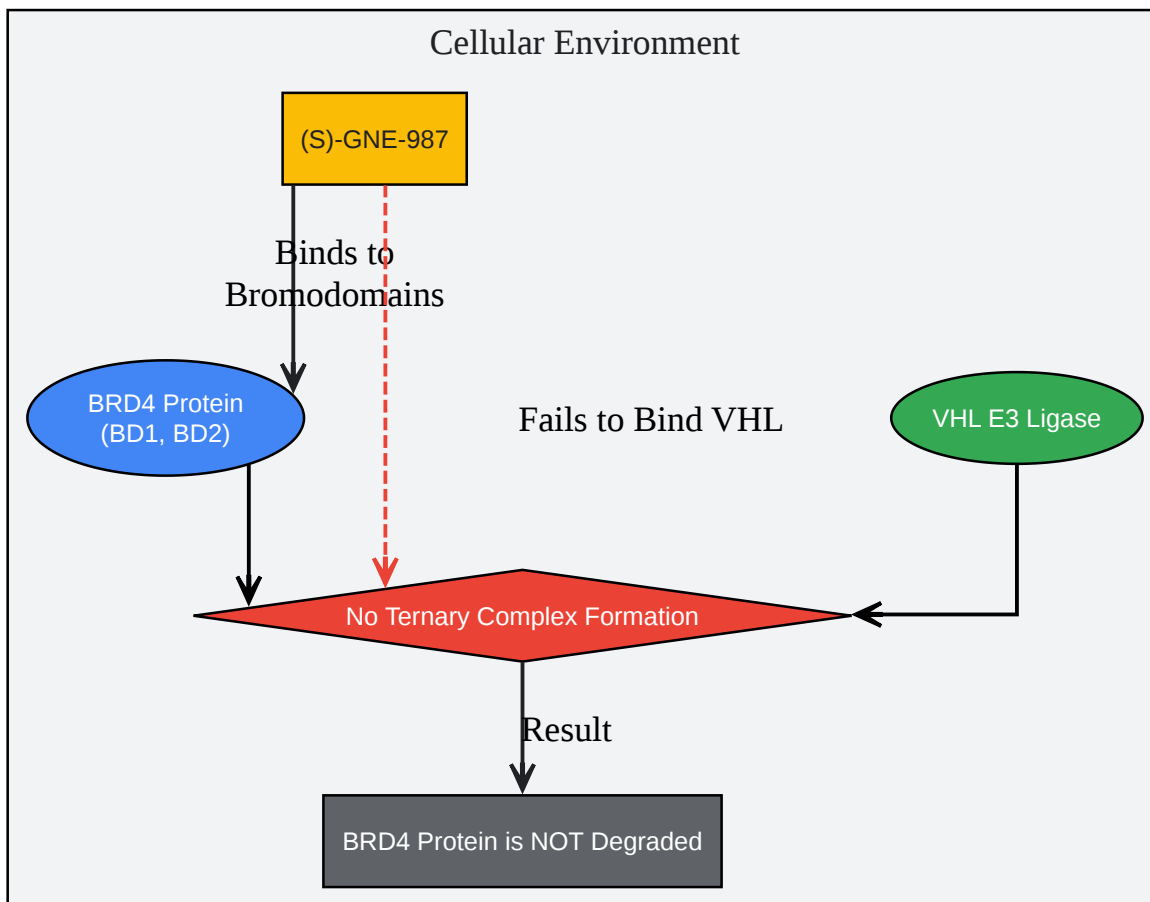 Cellular Environment
(S)-GNE-987
Binds to
Bromodomains
BRD4 Protein
(BD1, BD2)
Fails to Bind VHL
VHL E3 Ligase
No Ternary Complex Formation
Result
BRD4 Protein is NOT Degraded